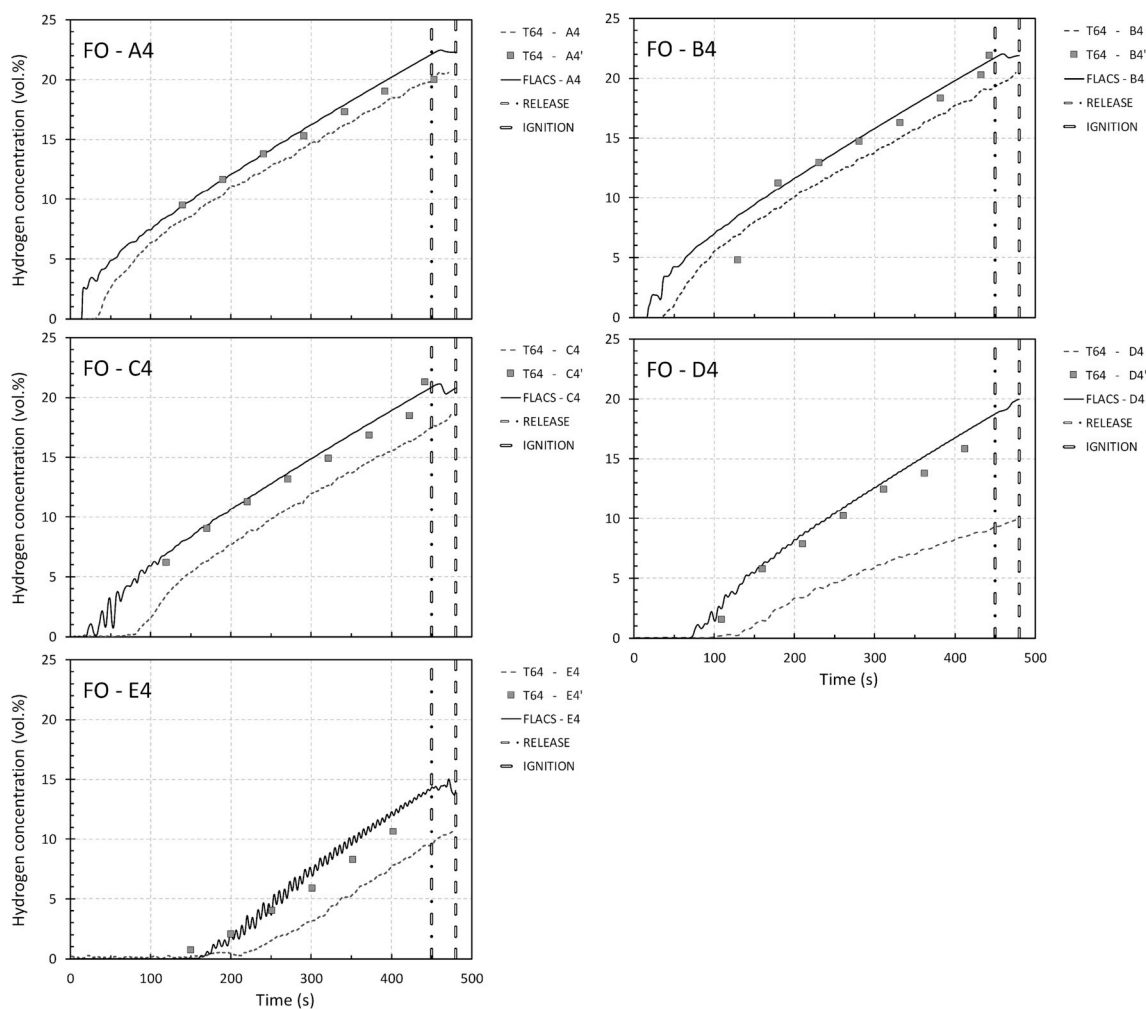 FO - A4
Hydrogen concentration (vol.%)
25
20
15
10
5
0
T64 - A4
T64 - A4'
FLACS - A4
RELEASE
IGNITION
FO - B4
25
20
15
10
5
0
T64 - B4
T64 - B4'
FLACS - B4
RELEASE
IGNITION
FO - C4
Hydrogen concentration (vol.%)
25
20
15
10
5
0
T64 - C4
T64 - C4'
FLACS - C4
RELEASE
IGNITION
FO - D4
25
20
15
10
5
0
0 100 200 300 400 500
Time (s)
T64 - D4
T64 - D4'
FLACS - D4
RELEASE
IGNITION
FO - E4
Hydrogen concentration (vol.%)
25
20
15
10
5
0
0 100 200 300 400 500
Time (s)
T64 - E4
T64 - E4'
FLACS - E4
RELEASE
IGNITION